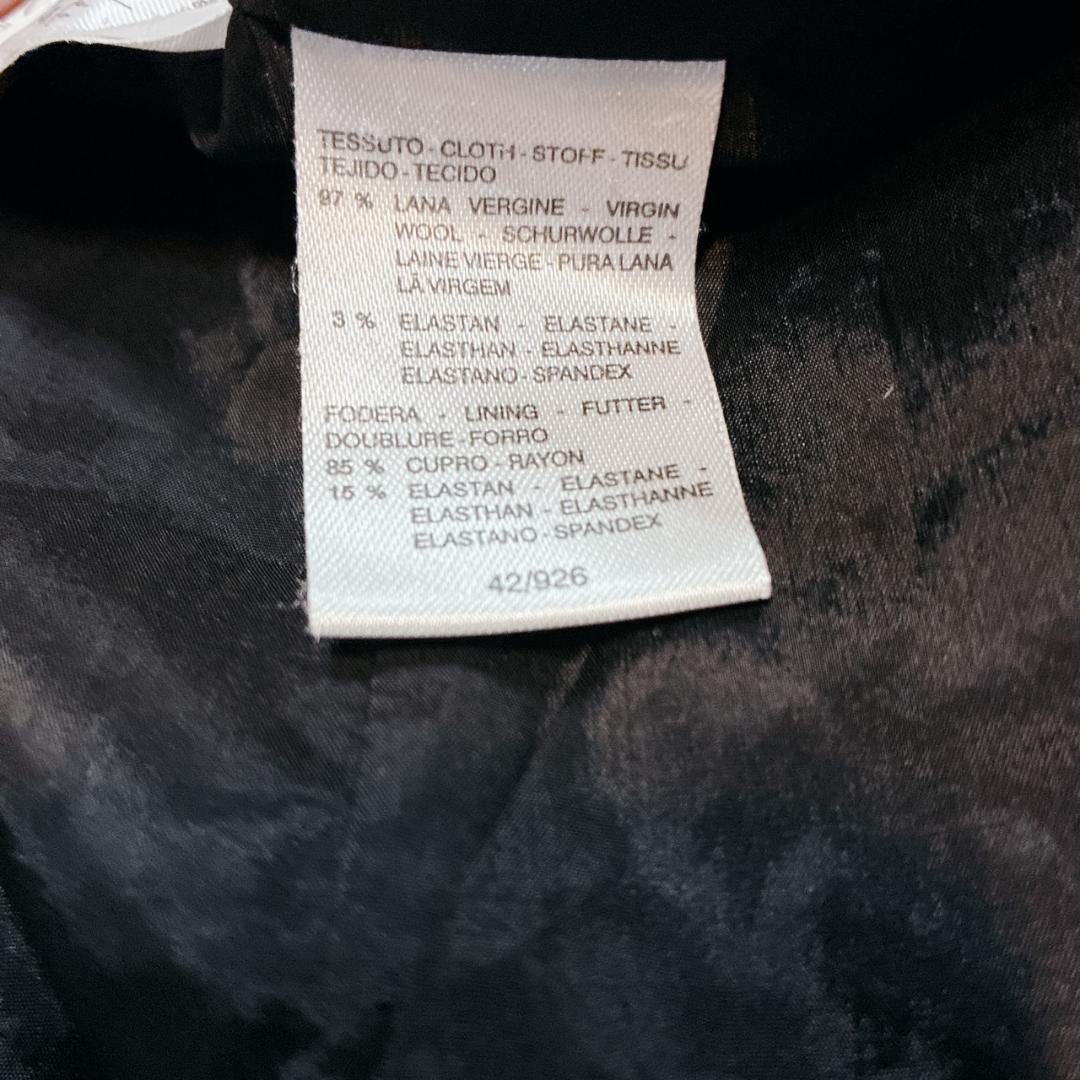 TESSUTO - CLOTH - STOFF - TISSU
TEJIDO - TECIDO
97 % LANA VERGINE - VIRGIN
WOOL - SCHURWOLLE -
LAINE VIERGE - PURA LANA
LÃ VIRGEM
3 % ELASTAN - ELASTANE -
ELASTHAN - ELASTHANNE
ELASTANO - SPANDEX
FODERA - LINING - FUTTER -
DOUBLURE - FORRO
85 % CUPRO - RAYON
15 % ELASTAN - ELASTANE -
ELASTHAN - ELASTHANNE
ELASTANO - SPANDEX
42/926